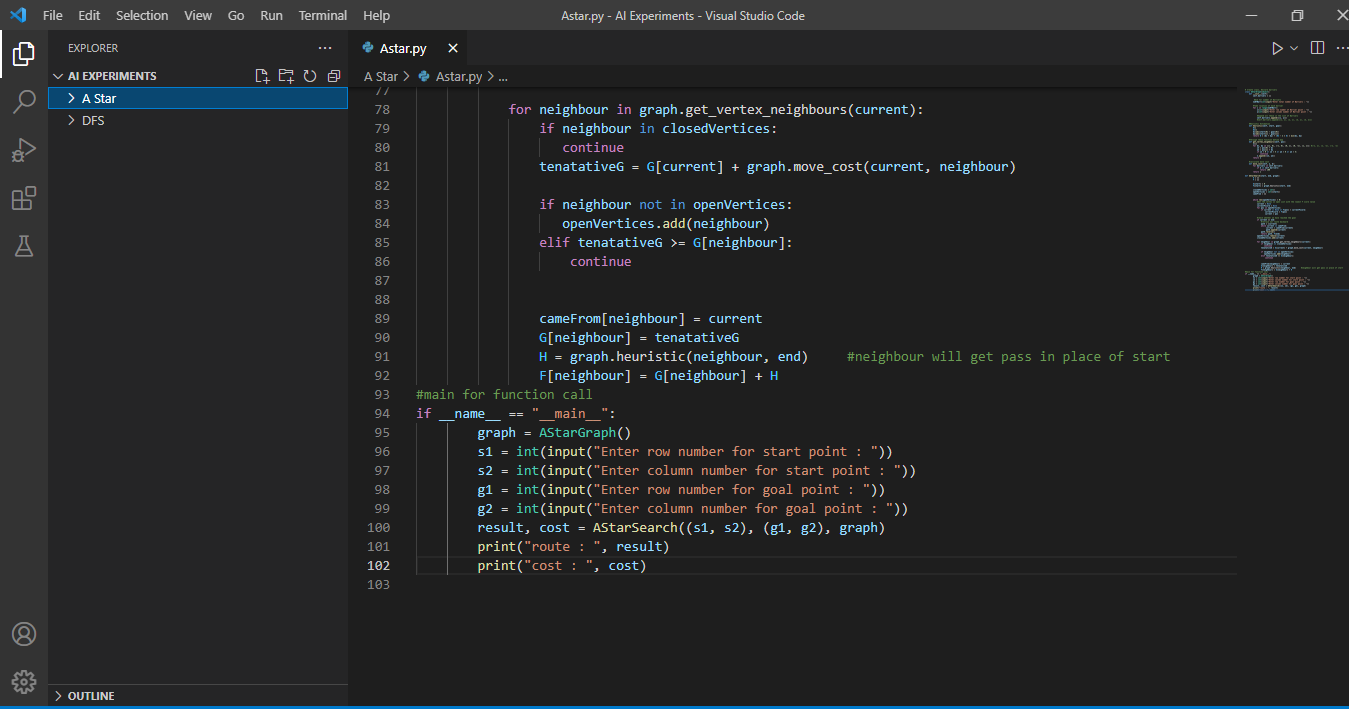 File Edit Selection View Go Run Terminal Help
Astar.py - AI Experiments - Visual Studio Code
EXPLORER
AI EXPERIMENTS
A Star
DFS
OUTLINE
Astar.py
A Star > Astar.py > ...
77
78 for neighbour in graph.get_vertex_neighbours(current):
79 if neighbour in closedVertices:
80 continue
81 tenatativeG = G[current] + graph.move_cost(current, neighbour)
82
83 if neighbour not in openVertices:
84 openVertices.add(neighbour)
85 elif tenatativeG >= G[neighbour]:
86 continue
87
88
89 cameFrom[neighbour] = current
90 G[neighbour] = tenatativeG
91 H = graph.heuristic(neighbour, end) #neighbour will get pass in place of start
92 F[neighbour] = G[neighbour] + H
93 #main for function call
94 if __name__ == "__main__":
95 graph = AStarGraph()
96 s1 = int(input("Enter row number for start point : "))
97 s2 = int(input("Enter column number for start point : "))
98 g1 = int(input("Enter row number for goal point : "))
99 g2 = int(input("Enter column number for goal point : "))
100 result, cost = AStarSearch((s1, s2), (g1, g2), graph)
101 print("route : ", result)
102 print("cost : ", cost)
103